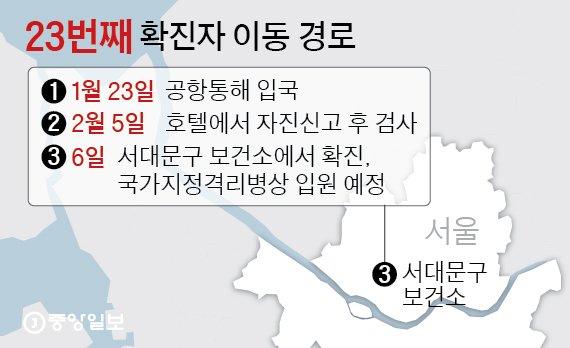 23번째 확진자 이동 경로
❶ 1월 23일 공항통해 입국
❷ 2월 5일 호텔에서 자진신고 후 검사
❸ 6일 서대문구 보건소에서 확진,
국가지정격리병상 입원 예정
서울
❸ 서대문구
보건소
J 중앙일보